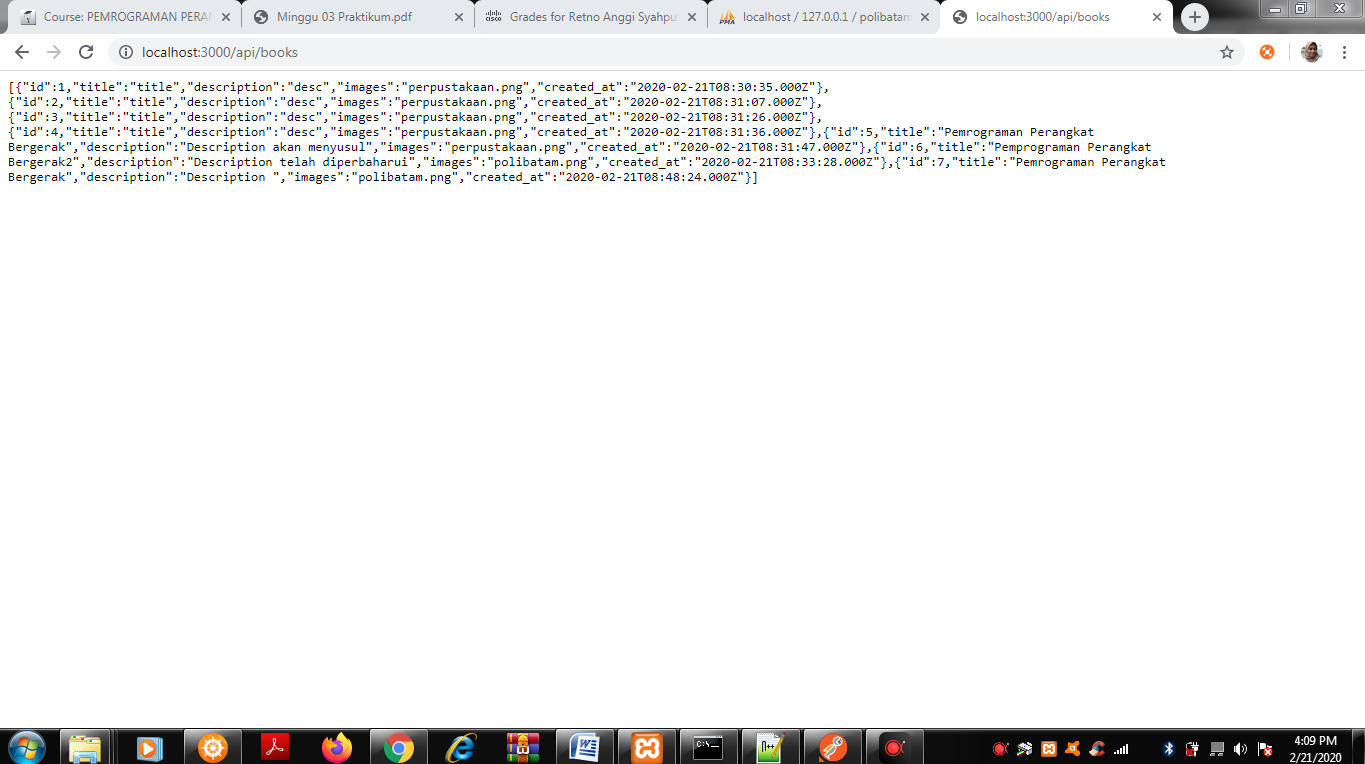 Course: PEMROGRAMAN PERAN
Minggu 03 Praktikum.pdf
cisco
Grades for Retno Anggi Syahpu
PMA
localhost / 127.0.0.1 / polibatam
localhost:3000/api/books
localhost:3000/api/books
[{"id":1,"title":"title","description":"desc","images":"perpustakaan.png","created_at":"2020-02-21T08:30:35.000Z"},
{"id":2,"title":"title","description":"desc","images":"perpustakaan.png","created_at":"2020-02-21T08:31:07.000Z"},
{"id":3,"title":"title","description":"desc","images":"perpustakaan.png","created_at":"2020-02-21T08:31:26.000Z"},
{"id":4,"title":"title","description":"desc","images":"perpustakaan.png","created_at":"2020-02-21T08:31:36.000Z"},{"id":5,"title":"Pemrograman Perangkat
Bergerak","description":"Description akan menyusul","images":"perpustakaan.png","created_at":"2020-02-21T08:31:47.000Z"},{"id":6,"title":"Pemprograman Perangkat
Bergerak2","description":"Description telah diperbaharui","images":"polibatam.png","created_at":"2020-02-21T08:33:28.000Z"},{"id":7,"title":"Pemrograman Perangkat
Bergerak","description":"Description ","images":"polibatam.png","created_at":"2020-02-21T08:48:24.000Z"}]
4:09 PM
2/21/2020